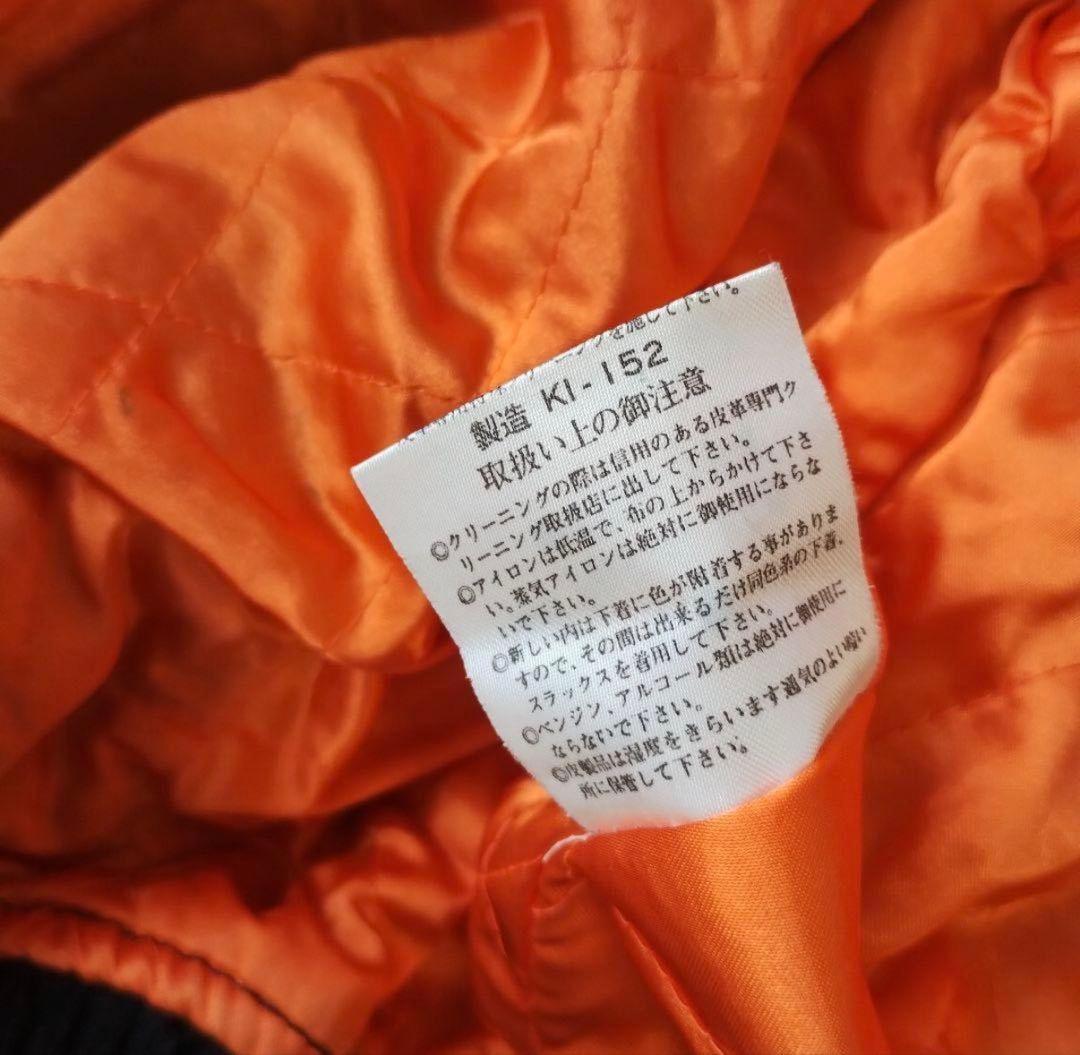 ングを施して下さい。
製造 KI-152
取扱い上の御注意
◎クリーニングの際は信用のある皮革専門ク
リーニング取扱店に出して下さい。
◎アイロンは低温で、布の上からかけて下さ
い。蒸気アイロンは絶対に御使用にならな
いで下さい。
◎新しい内は下着に色が附着する事がありま
すので、その間は出来るだけ同色系の下着、
スラックスを着用して下さい。
◎ベンジン、アルコール類は絶対に御使用に
ならないで下さい。
◎皮製品は湿度をきらいます通気のよい暗い
所に保管して下さい。